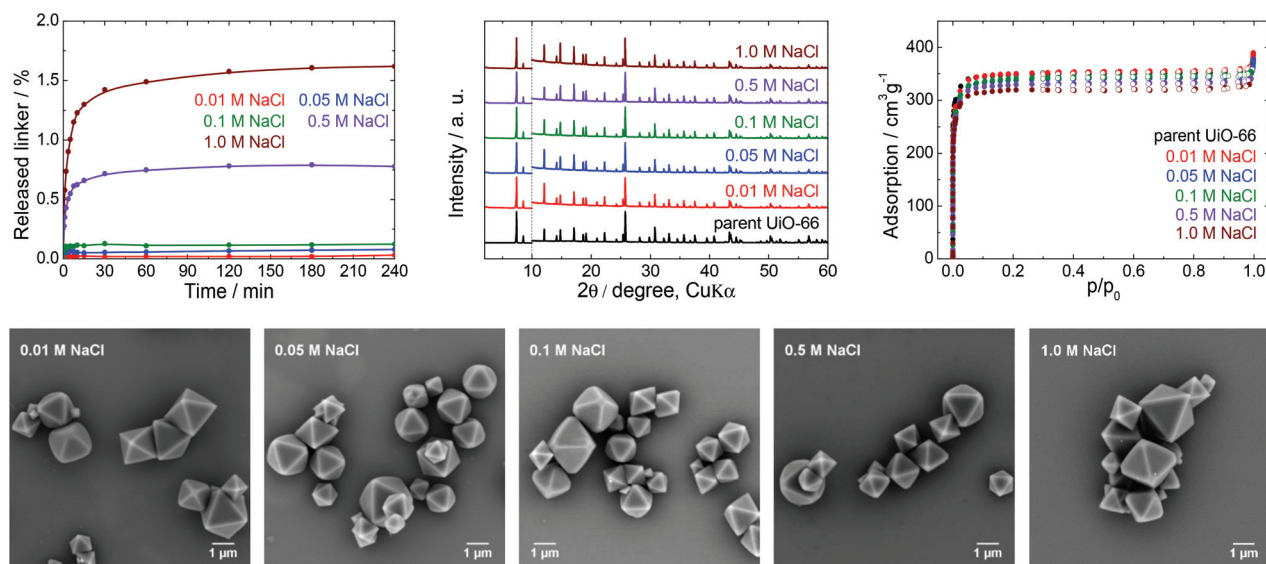 2.0
1.5
1.0
0.5
0.0
Released linker / %
0.01 M NaCl 0.05 M NaCl
0.1 M NaCl 0.5 M NaCl
1.0 M NaCl
0 30 60 90 120 150 180 210 240
Time / min
Intensity / a. u.
1.0 M NaCl
0.5 M NaCl
0.1 M NaCl
0.05 M NaCl
0.01 M NaCl
parent UiO-66
10 20 30 40 50 60
2θ / degree, CuKα
400
350
300
250
200
150
100
50
0
Adsorption / cm³g⁻¹
parent UiO-66
0.01 M NaCl
0.05 M NaCl
0.1 M NaCl
0.5 M NaCl
1.0 M NaCl
0.0 0.2 0.4 0.6 0.8 1.0
p/p₀
0.01 M NaCl
1 µm
0.05 M NaCl
1 µm
0.1 M NaCl
1 µm
0.5 M NaCl
1 µm
1.0 M NaCl
1 µm